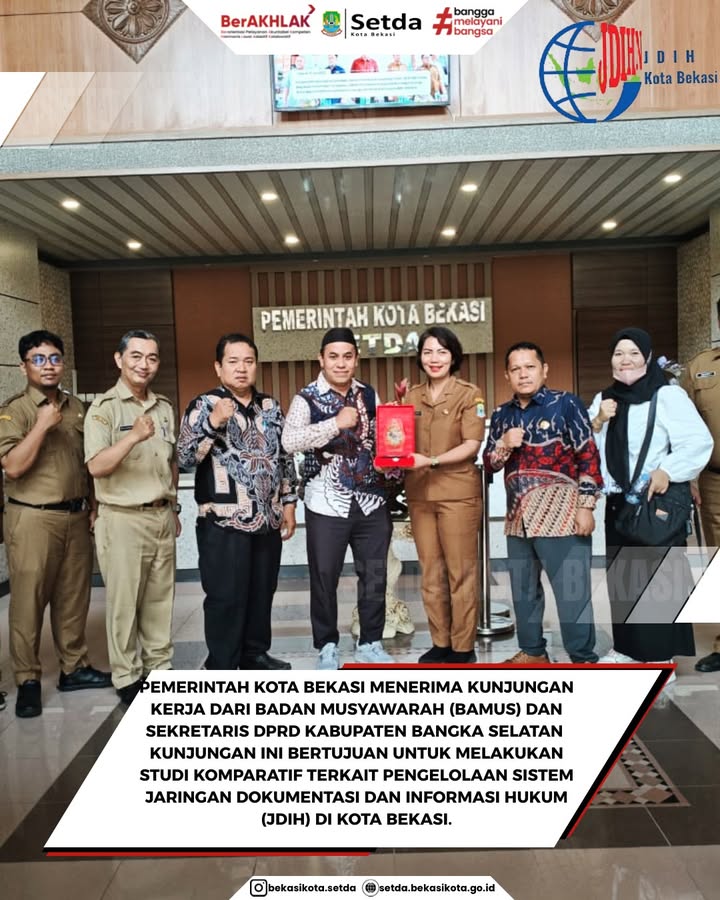 BerAKHLAK
Setda
Kota Bekasi
#bangga
melayani
bangsa
JDIHN
JDIH
Kota Bekasi
PEMERINTAH KOTA BEKASI
SETDA
PEMERINTAH KOTA BEKASI MENERIMA KUNJUNGAN
KERJA DARI BADAN MUSYAWARAH (BAMUS) DAN
SEKRETARIS DPRD KABUPATEN BANGKA SELATAN
KUNJUNGAN INI BERTUJUAN UNTUK MELAKUKAN
STUDI KOMPARATIF TERKAIT PENGELOLAAN SISTEM
JARINGAN DOKUMENTASI DAN INFORMASI HUKUM
(JDIH) DI KOTA BEKASI.
bekasikota.setda
setda.bekasikota.go.id